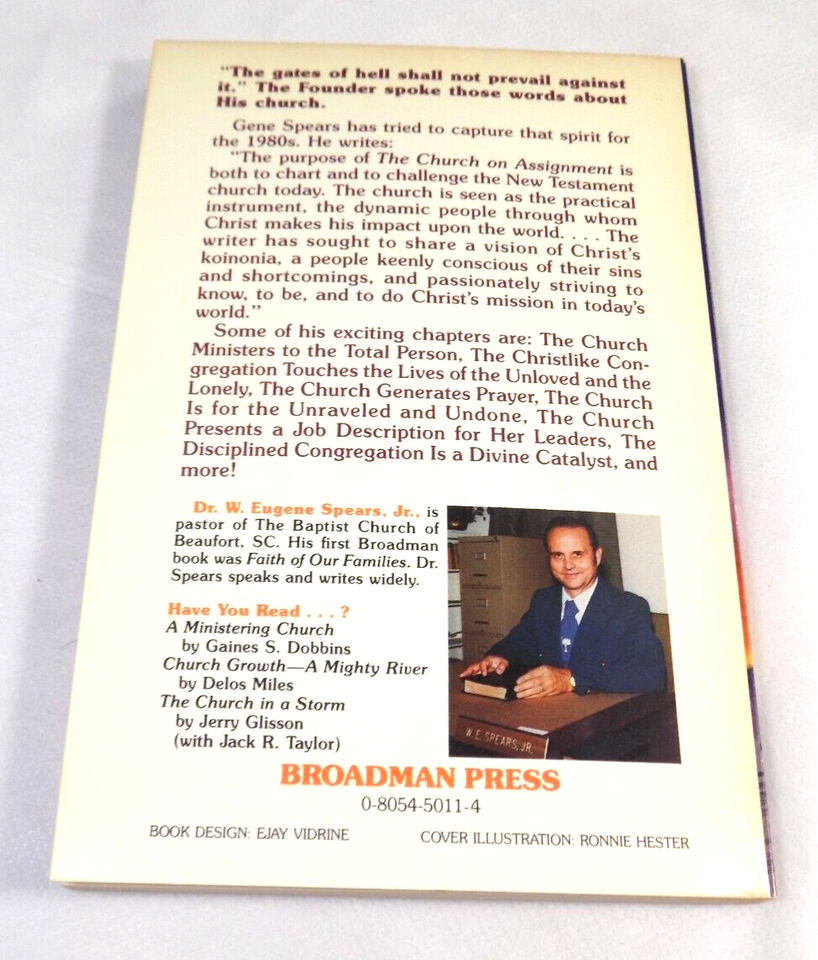 "The gates of hell shall not prevail against
it." The Founder spoke those words about
His church.
Gene Spears has tried to capture that spirit for
the 1980s. He writes:
"The purpose of The Church on Assignment is
both to chart and to challenge the New Testament
church today. The church is seen as the practical
instrument, the dynamic people through whom
Christ makes his impact upon the world. . . . The
writer has sought to share a vision of Christ's
koinonia, a people keenly conscious of their sins
and shortcomings, and passionately striving to
know, to be, and to do Christ's mission in today's
world."
Some of his exciting chapters are: The Church
Ministers to the Total Person, The Christlike Con-
gregation Touches the Lives of the Unloved and the
Lonely, The Church Generates Prayer, The Church
Is for the Unraveled and Undone, The Church
Presents a Job Description for Her Leaders, The
Disciplined Congregation Is a Divine Catalyst, and
more!
Dr. W. Eugene Spears, Jr., is
pastor of The Baptist Church of
Beaufort, SC. His first Broadman
book was Faith of Our Families. Dr.
Spears speaks and writes widely.
Have You Read . . . ?
A Ministering Church
by Gaines S. Dobbins
Church Growth—A Mighty River
by Delos Miles
The Church in a Storm
by Jerry Glisson
(with Jack R. Taylor)
W. E. SPEARS, JR.
BROADMAN PRESS
0-8054-5011-4
BOOK DESIGN: EJAY VIDRINE
COVER ILLUSTRATION: RONNIE HESTER